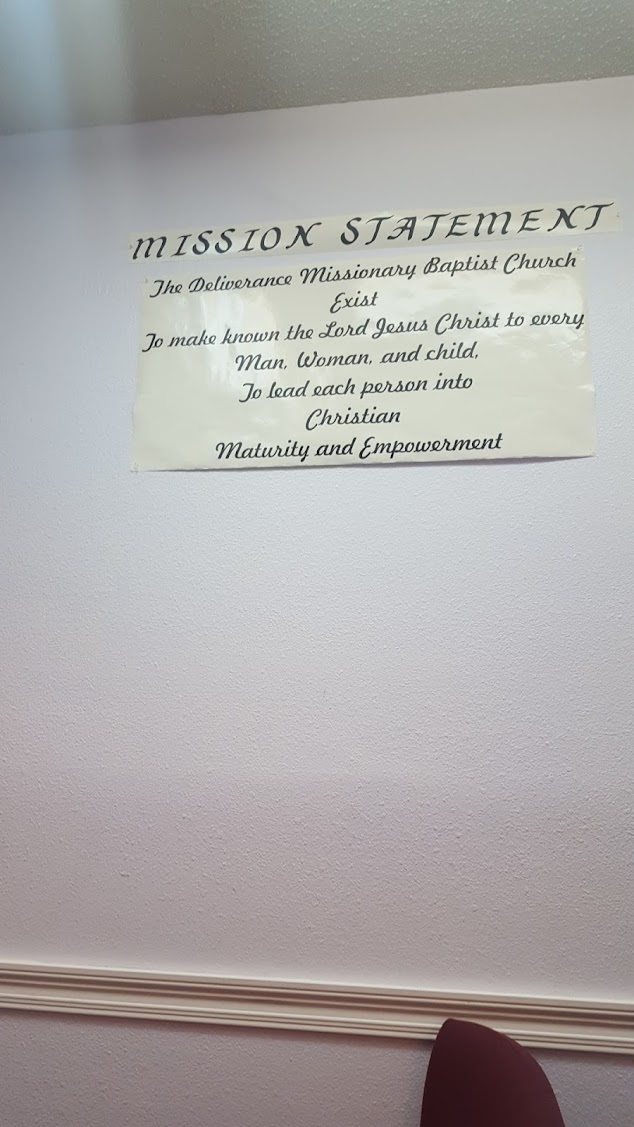 MISSION STATEMENT
The Deliverance Missionary Baptist Church
Exist
To make known the Lord Jesus Christ to every
Man, Woman, and child,
To lead each person into
Christian
Maturity and Empowerment